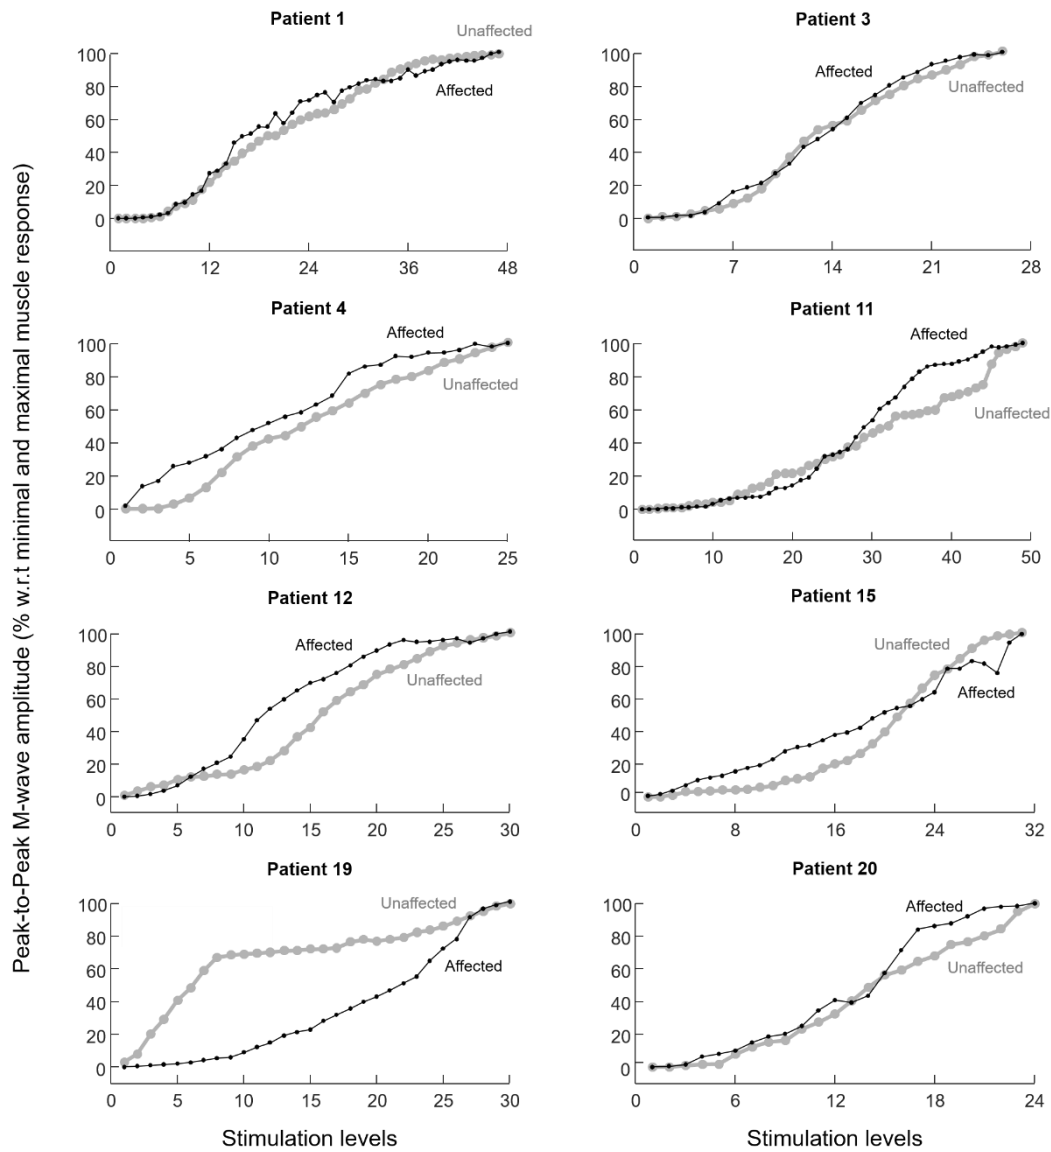 Peak-to-Peak M-wave amplitude (% w.r.t minimal and maximal muscle response)
Patient 1
Unaffected
Affected
100
80
60
40
20
0
0 12 24 36 48
Patient 3
Affected
Unaffected
100
80
60
40
20
0
0 7 14 21 28
Patient 4
Affected
Unaffected
100
80
60
40
20
0
0 5 10 15 20 25
Patient 11
Affected
Unaffected
100
80
60
40
20
0
0 10 20 30 40 50
Patient 12
Affected
Unaffected
100
80
60
40
20
0
0 5 10 15 20 25 30
Patient 15
Unaffected
Affected
100
80
60
40
20
0
0 8 16 24 32
Patient 19
Unaffected
Affected
100
80
60
40
20
0
0 5 10 15 20 25 30
Stimulation levels
Patient 20
Affected
Unaffected
100
80
60
40
20
0
0 6 12 18 24
Stimulation levels